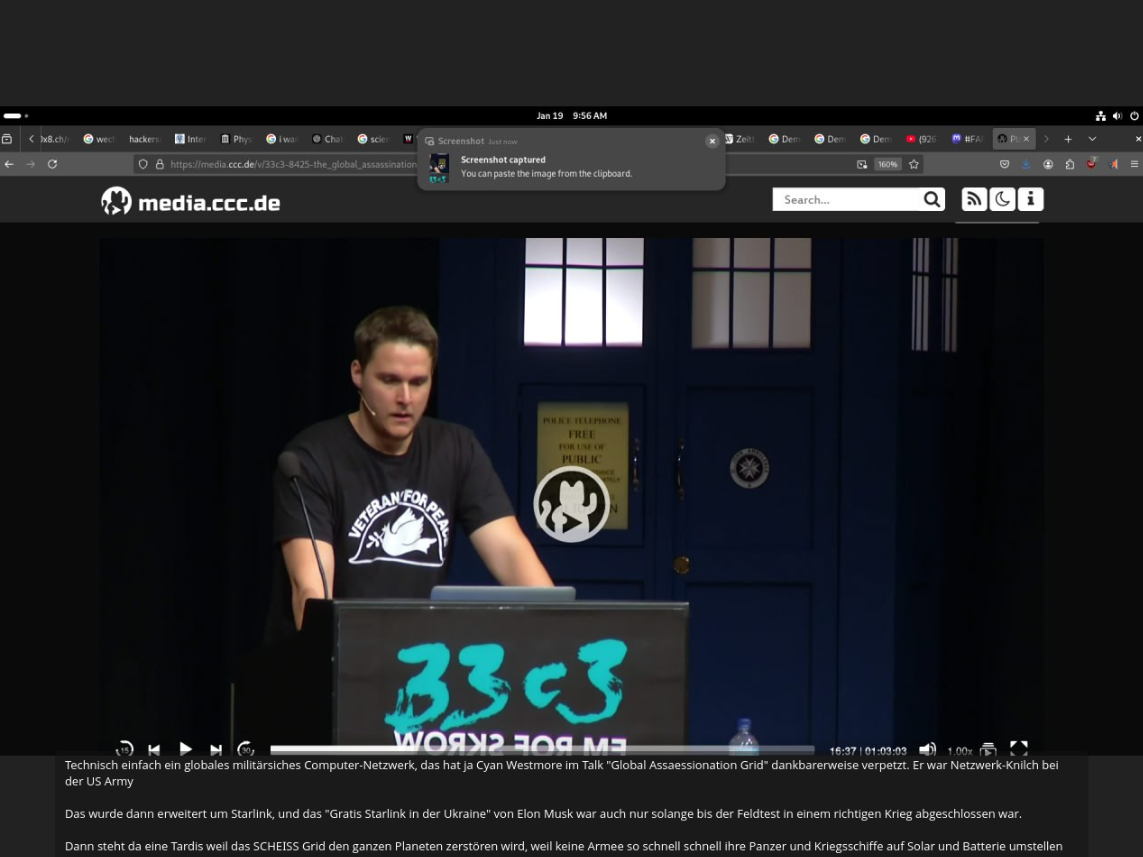 Jan 19 9:56 AM
0x8.ch/
wech
hackers
Inter
Phys
i wa
Chat
scien
W
Zeit
Dem
Dem
Dem
(926
#FA
Pl
Screenshot Just now
Screenshot captured
You can paste the image from the clipboard.
https://media.ccc.de/v/33c3-8425-the_global_assassination
160%
media.ccc.de
Search...
POLICE TELEPHONE
FREE
FOR USE OF
PUBLIC
VETERAN FOR PEA
33c3
WORKS FOR ME
15
30
16:37 | 01:03:03
1.00x
Technisch einfach ein globales militärsiches Computer-Netzwerk, das hat ja Cyan Westmore im Talk "Global Assaessionation Grid" dankbarerweise verpetzt. Er war Netzwerk-Knilch bei
der US Army
Das wurde dann erweitert um Starlink, und das "Gratis Starlink in der Ukraine" von Elon Musk war auch nur solange bis der Feldtest in einem richtigen Krieg abgeschlossen war.
Dann steht da eine Tardis weil das SCHEISS Grid den ganzen Planeten zerstören wird, weil keine Armee so schnell schnell ihre Panzer und Kriegsschiffe auf Solar und Batterie umstellen